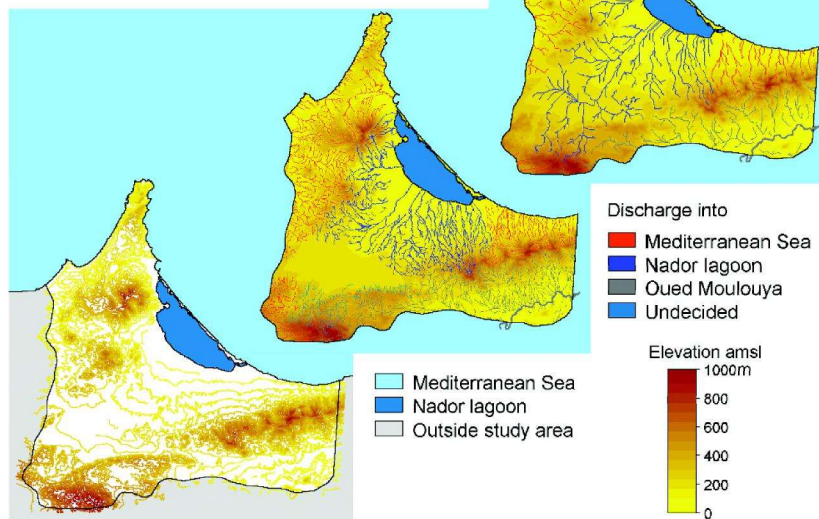 Discharge into
Mediterranean Sea
Nador lagoon
Oued Moulouya
Undecided
Elevation amsl
1000m
800
600
400
200
0
Mediterranean Sea
Nador lagoon
Outside study area